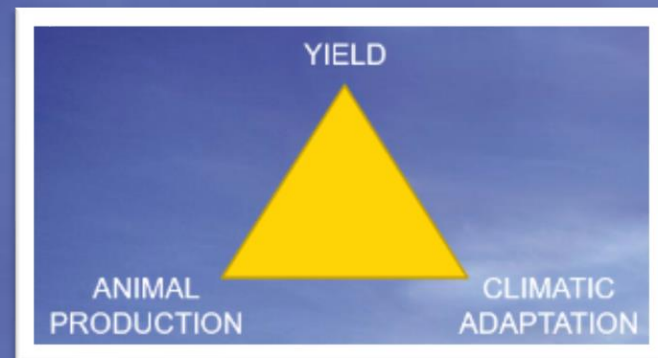 YIELD
ANIMAL
PRODUCTION
CLIMATIC
ADAPTATION